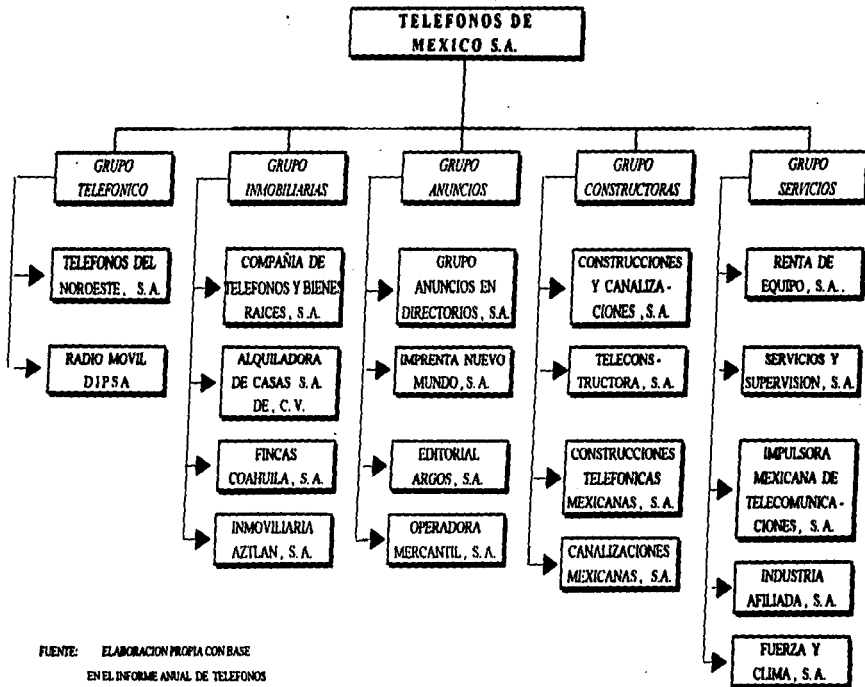 TELEFONOS DE
MEXICO S.A.
GRUPO
TELEFONICO
TELEFONOS DEL
NOROESTE, S.A.
RADIO MOVIL
DIPSA
GRUPO
INMOBILIARIAS
COMPAÑIA DE
TELEFONOS Y BIENES
RAICES, S.A.
ALQUILADORA
DE CASAS S.A.
DE, C.V.
FINCAS
COAHUILA, S.A.
INMOVILIARIA
AZTLAN, S.A.
GRUPO
ANUNCIOS
GRUPO
ANUNCIOS EN
DIRECTORIOS, S.A.
IMPRENTA NUEVO
MUNDO, S.A.
EDITORIAL
ARGOS, S.A.
OPERADORA
MERCANTIL, S.A.
GRUPO
CONSTRUCTORAS
CONSTRUCCIONES
Y CANALIZA-
CIONES, S.A.
TELECONS-
TRUCTORA, S.A.
CONSTRUCCIONES
TELEFONICAS
MEXICANAS, S.A.
CANALIZACIONES
MEXICANAS, S.A.
GRUPO
SERVICIOS
RENTA DE
EQUIPO, S.A..
SERVICIOS Y
SUPERVISION, S.A.
IMPULSORA
MEXICANA DE
TELECOMUNICA-
CIONES, S.A.
INDUSTRIA
AFILIADA, S.A.
FUERZA Y
CLIMA, S.A.
FUENTE: ELABORACION PROPIA CON BASE
EN EL INFORME ANUAL DE TELEFONOS